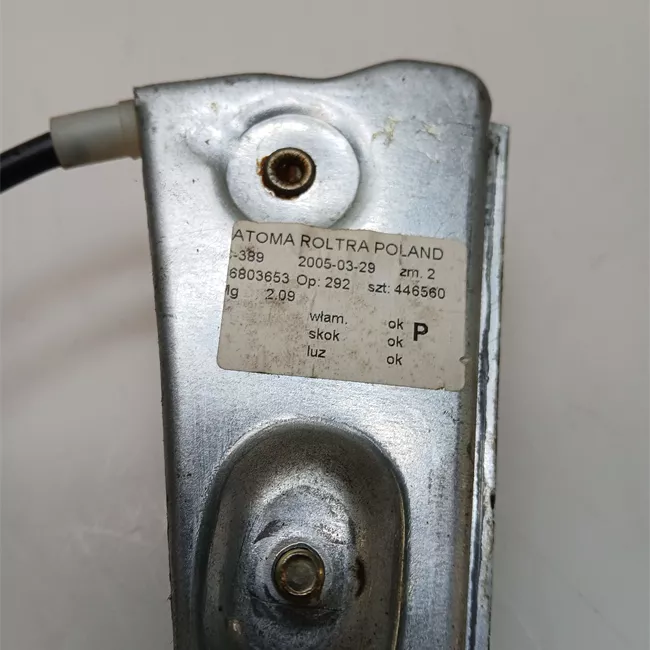 ATOMA ROLTRA POLAND
-389 2005-03-29 zm. 2
6803653 Op: 292 szt: 446560
Mg 2.09
włam. ok P
skok ok
luz ok